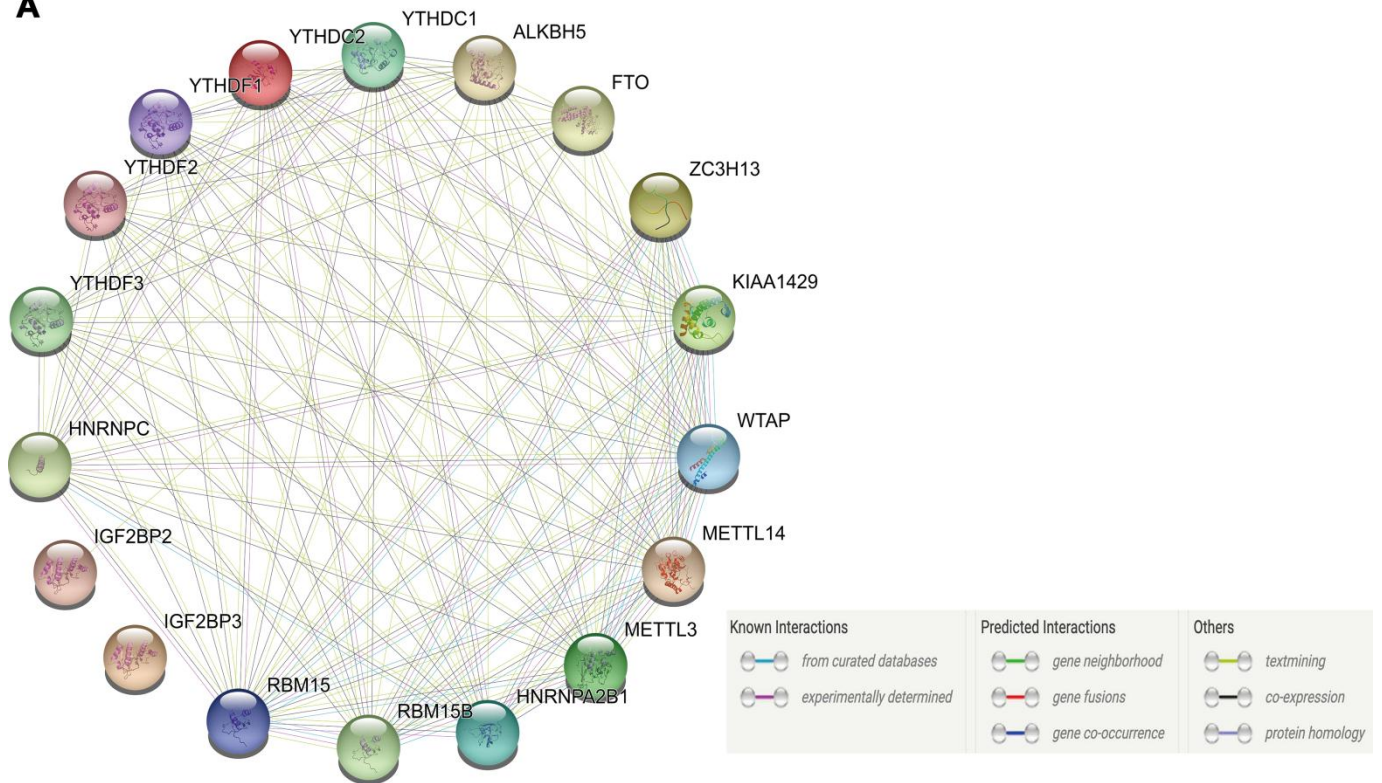 A
YTHDC1
YTHDC2
ALKBH5
YTHDF1
FTO
YTHDF2
ZC3H13
YTHDF3
KIAA1429
HNRNPC
WTAP
IGF2BP2
METTL14
IGF2BP3
METTL3
RBM15
RBM15B
HNRNPA2B1
Known Interactions
from curated databases
experimentally determined
Predicted Interactions
gene neighborhood
gene fusions
gene co-occurrence
Others
textmining
co-expression
protein homology